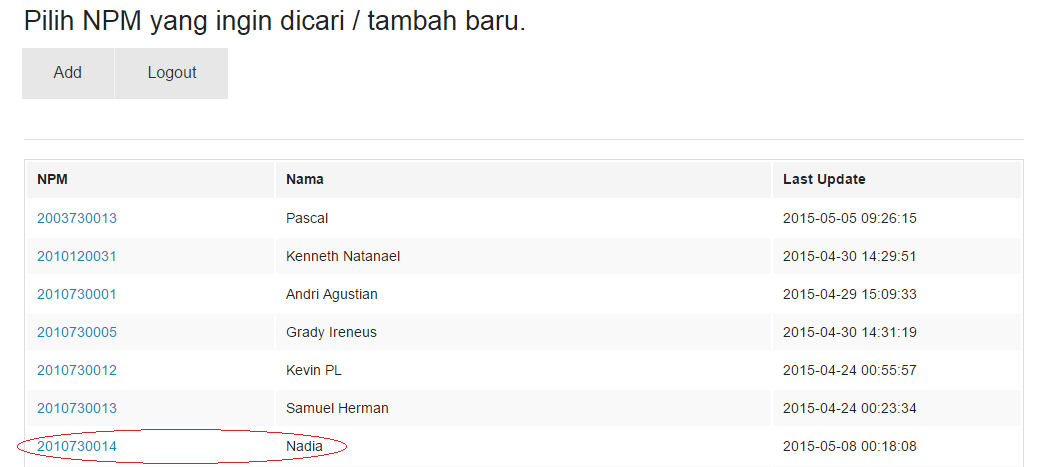 Pilih NPM yang ingin dicari / tambah baru.
Add Logout
NPM Nama Last Update
2003730013 Pascal 2015-05-05 09:26:15
2010120031 Kenneth Natanael 2015-04-30 14:29:51
2010730001 Andri Agustian 2015-04-29 15:09:33
2010730005 Grady Ireneus 2015-04-30 14:31:19
2010730012 Kevin PL 2015-04-24 00:55:57
2010730013 Samuel Herman 2015-04-24 00:23:34
2010730014 Nadia 2015-05-08 00:18:08